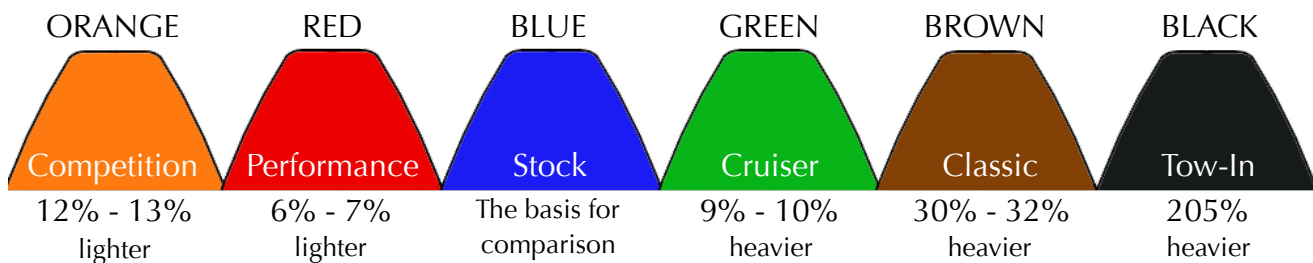 ORANGE RED BLUE GREEN BROWN BLACK
Competition Performance Stock Cruiser Classic Tow-In
12% - 13% 6% - 7% The basis for 9% - 10% 30% - 32% 205%
lighter lighter comparison heavier heavier heavier